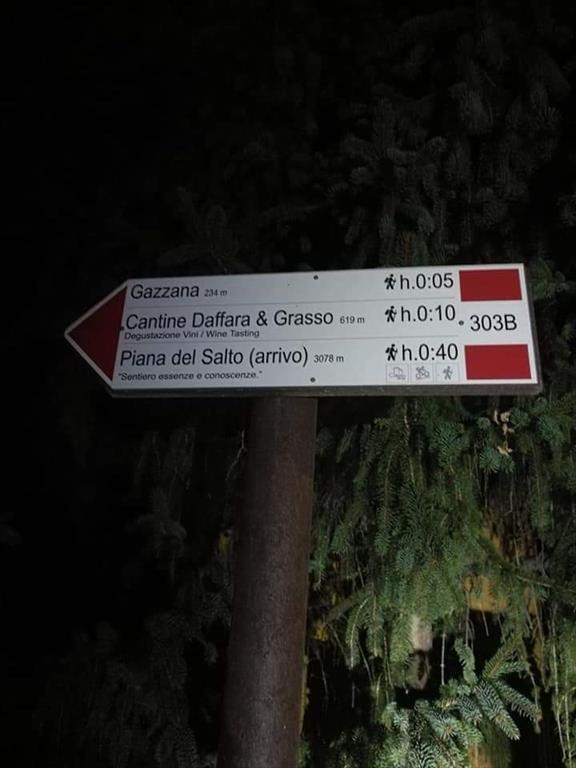 Gazzana 234 m h.0:05
Cantine Daffara & Grasso 619 m h.0:10
Degustazione Vini / Wine Tasting
303B
Piana del Salto (arrivo) 3078 m h.0:40
"Sentiero essenze e conoscenze."